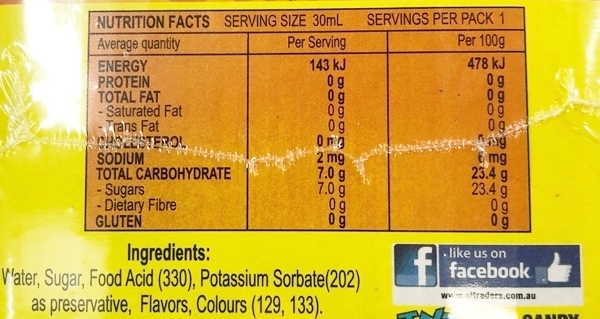 NUTRITION FACTS SERVING SIZE 30mL SERVINGS PER PACK 1
Average quantity Per Serving Per 100g
ENERGY 143 kJ 478 kJ
PROTEIN 0 g 0 g
TOTAL FAT 0 g 0 g
- Saturated Fat 0 g 0 g
- Trans Fat 0 g 0 g
CHOLESTEROL 0 mg 0 mg
SODIUM 2 mg mg
TOTAL CARBOHYDRATE 7.0 g 23.4 g
- Sugars 7.0 g 23.4 g
- Dietary Fibre 0 g 0 g
GLUTEN 0 g 0 g
Ingredients:
Water, Sugar, Food Acid (330), Potassium Sorbate(202)
as preservative, Flavors, Colours (129, 133).
f like us on
facebook
CANDY